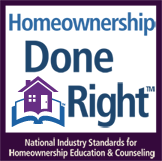 Homeownership
Done
Right™
National Industry Standards for
Homeownership Education & Counseling